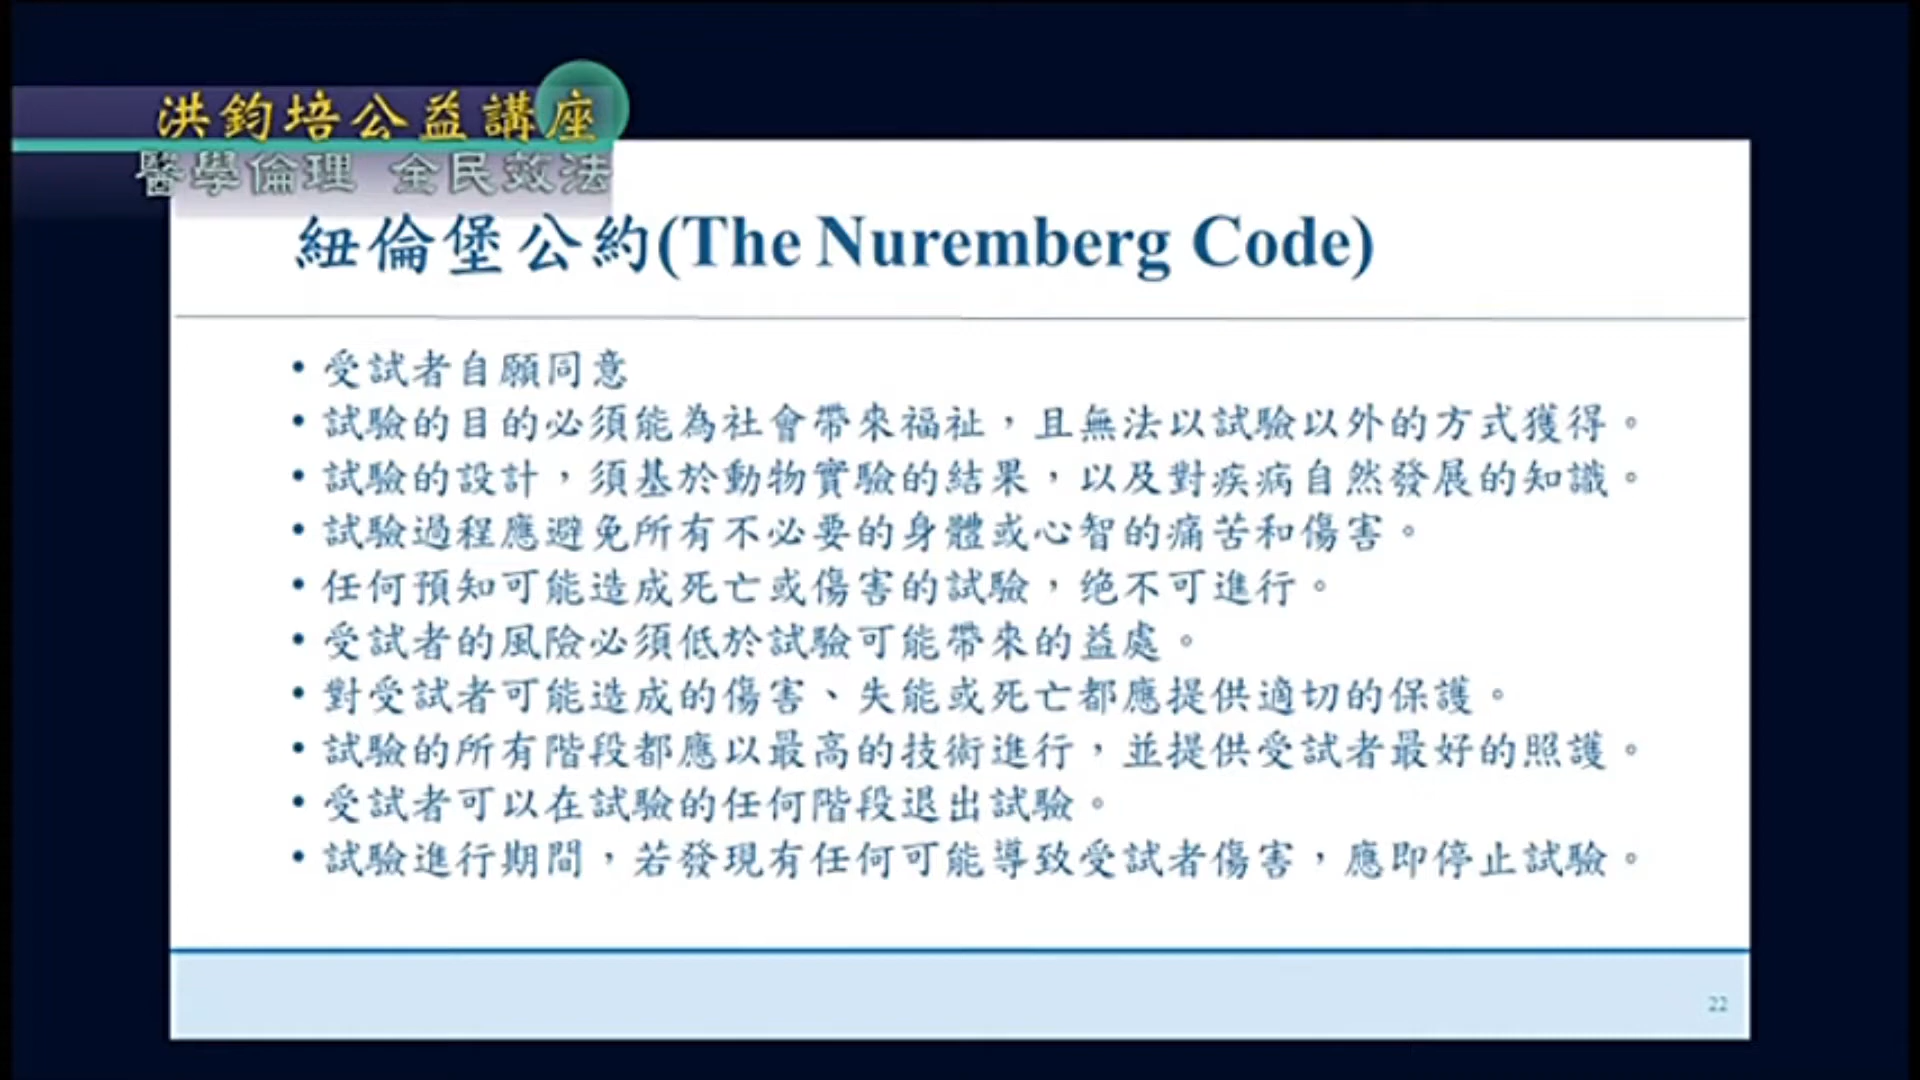 洪鈞培公益講座
醫學倫理 全民效法
紐倫堡公約(The Nuremberg Code)
• 受試者自願同意
• 試驗的目的必須能為社會帶來福祉，且無法以試驗以外的方式獲得。
• 試驗的設計，須基於動物實驗的結果，以及對疾病自然發展的知識。
• 試驗過程應避免所有不必要的身體或心智的痛苦和傷害。
• 任何預知可能造成死亡或傷害的試驗，绝不可進行。
• 受試者的風險必須低於試驗可能帶來的益處。
• 對受試者可能造成的傷害、失能或死亡都應提供適切的保護。
• 試驗的所有階段都應以最高的技術進行，並提供受試者最好的照護。
• 受試者可以在試驗的任何階段退出試驗。
• 試驗進行期間，若發現有任何可能導致受試者傷害，應即停止試驗。
22